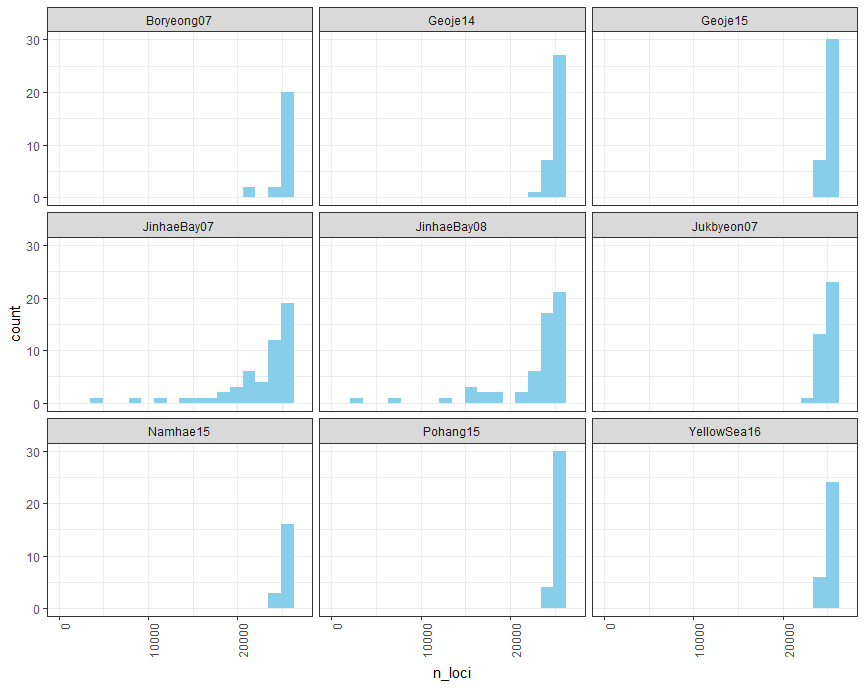 Boryeong07 Geoje14 Geoje15
30
20
10
0
JinhaeBay07 JinhaeBay08 Jukbyeon07
30
20
10
0
count
Namhae15 Pohang15 YellowSea16
30
20
10
0
0 10000 20000 0 10000 20000 0 10000 20000
n_loci